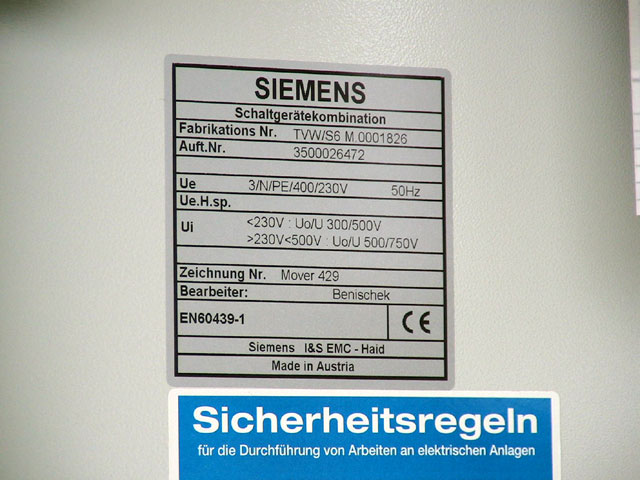 SIEMENS
Schaltgerätekombination
Fabrikations Nr. TVW/S6 M 0001826
Auft.Nr. 3500026472
Ue 3/N/PE/400/230V 50Hz
Ue.H.sp.
Ui <230V : Uo/U 300/500V
>230V<500V : Uo/U 500/750V
Zeichnung Nr. Mover 429
Bearbeiter: Benischek
EN60439-1 CE
Siemens I&S EMC - Haid
Made in Austria
Sicherheitsregeln
für die Durchführung von Arbeiten an elektrischen Anlagen